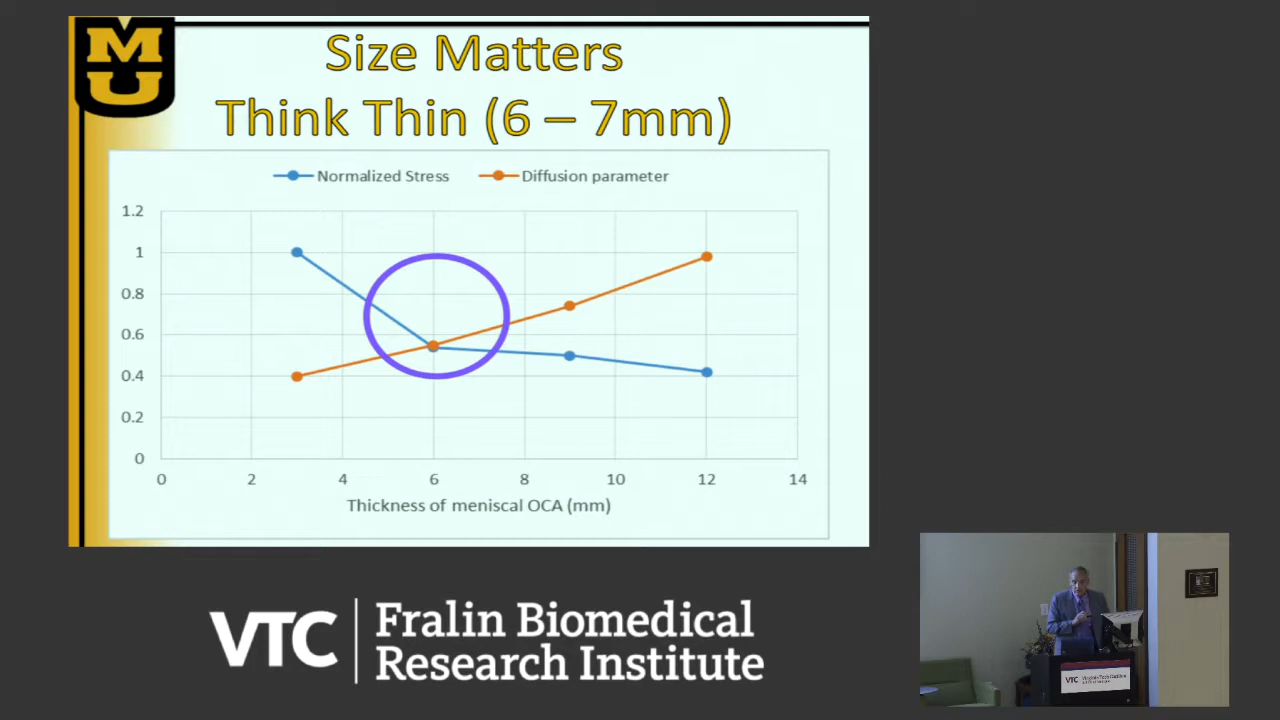 MU
Size Matters
Think Thin (6 – 7mm)
Normalized Stress
Diffusion parameter
1.2
1
0.8
0.6
0.4
0.2
0
0 2 4 6 8 10 12 14
Thickness of meniscal OCA (mm)
VTC
Fralin Biomedical
Research Institute
VTC